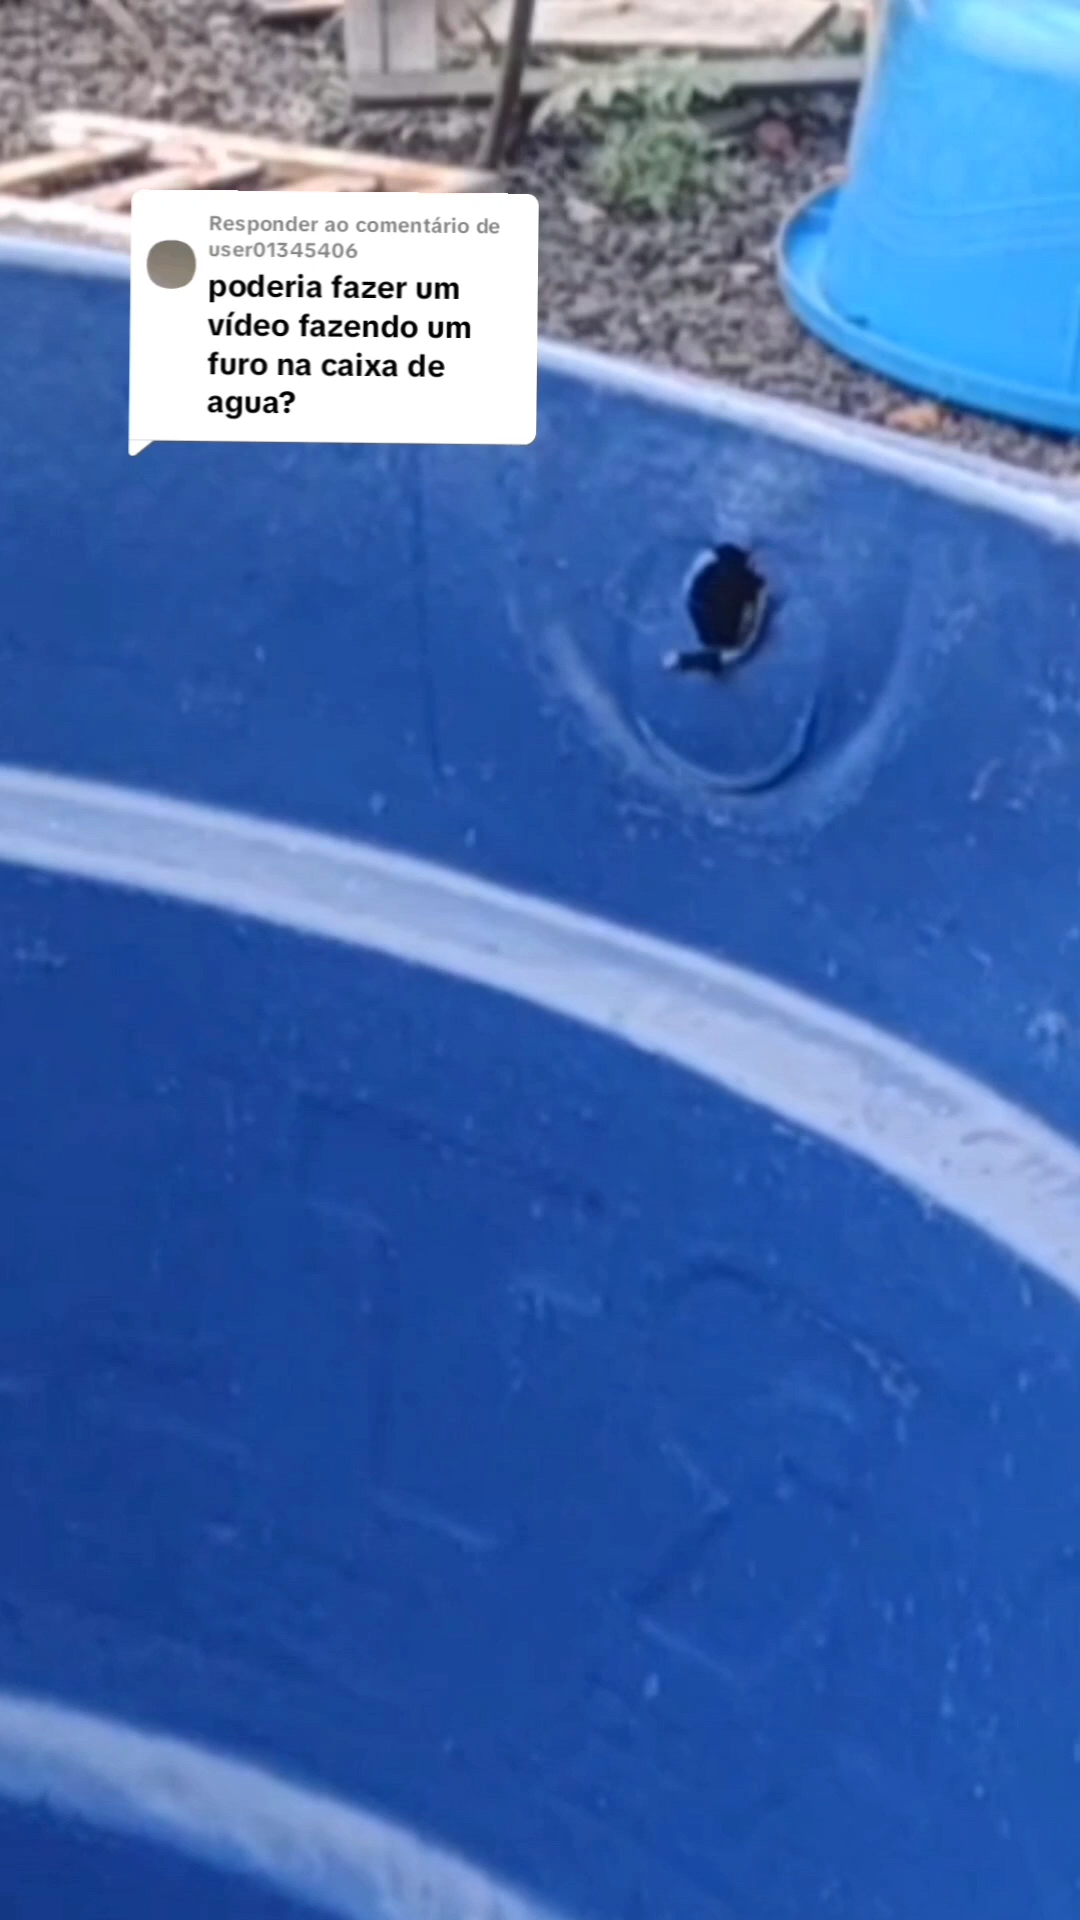 Responder ao comentário de
user01345406
poderia fazer um
vídeo fazendo um
furo na caixa de
agua?